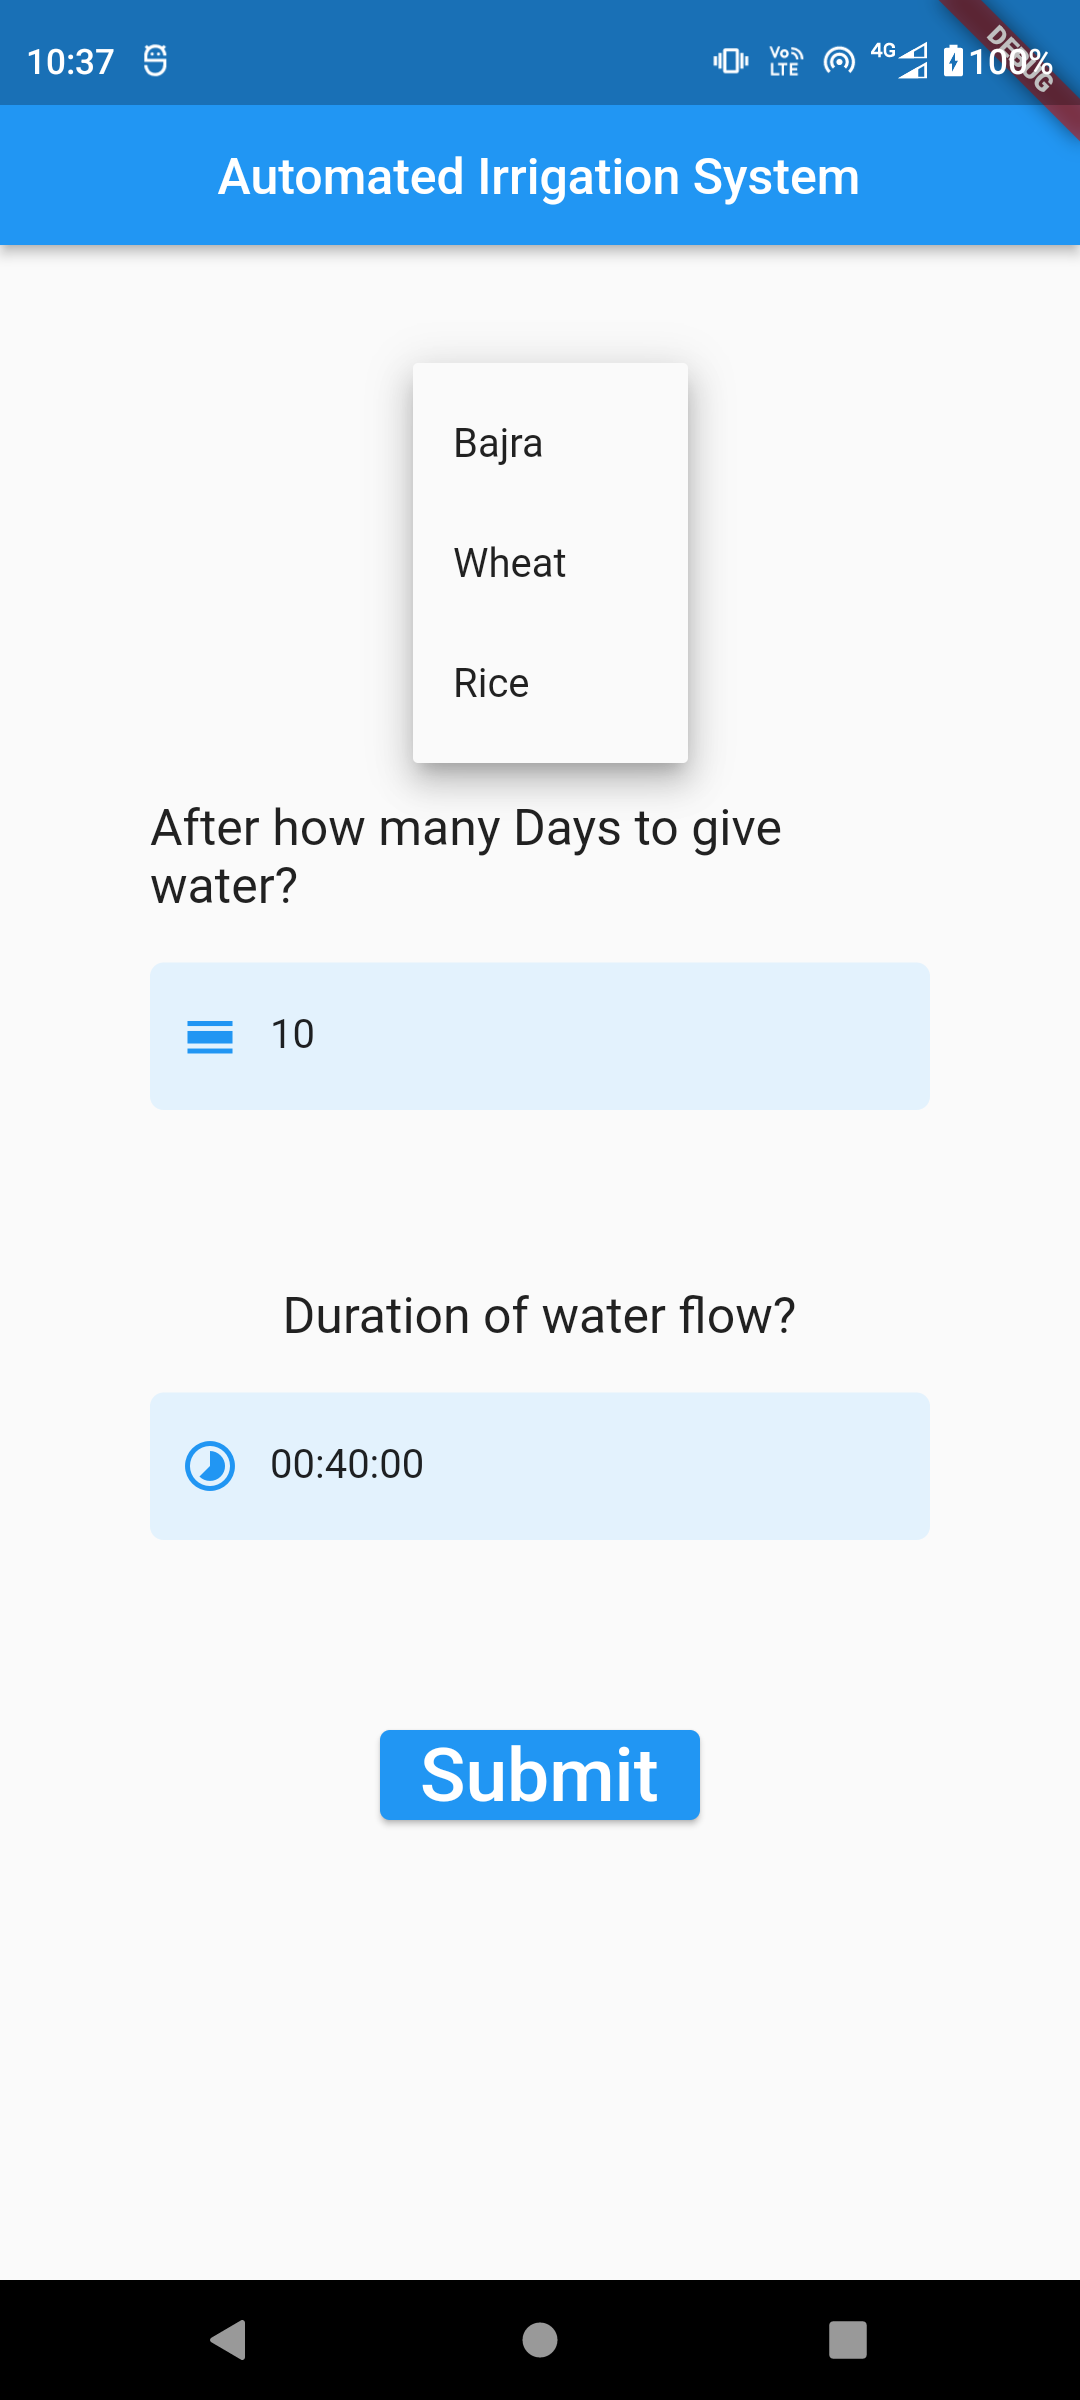 10:37
Vo LTE 4G 100%
DEBUG
Automated Irrigation System
Bajra
Wheat
Rice
After how many Days to give
water?
10
Duration of water flow?
00:40:00
Submit